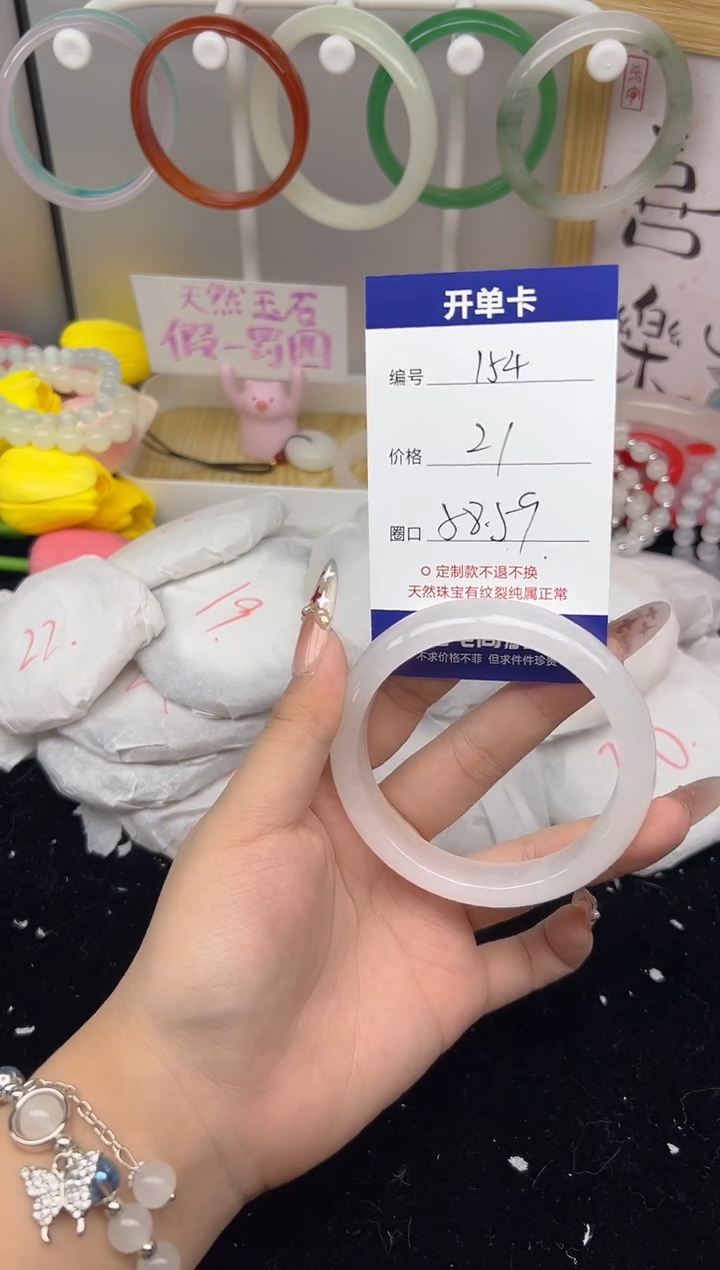 天然玉石
假一罚四
开单卡
编号 154
价格 21
圈口 58.59
定制款不退不换
天然珠宝有纹裂纯属正常
不求价格不菲 但求件件珍贵
喜
樂
22.
19